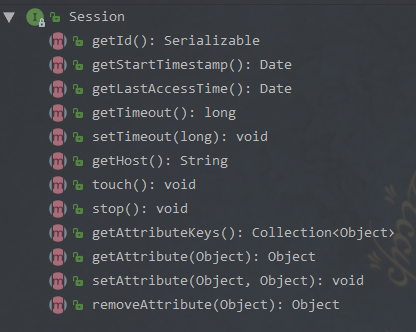 Session
getId(): Serializable
getStartTimestamp(): Date
getLastAccessTime(): Date
getTimeout(): long
setTimeout(long): void
getHost(): String
touch(): void
stop(): void
getAttributeKeys(): Collection<Object>
getAttribute(Object): Object
setAttribute(Object, Object): void
removeAttribute(Object): Object